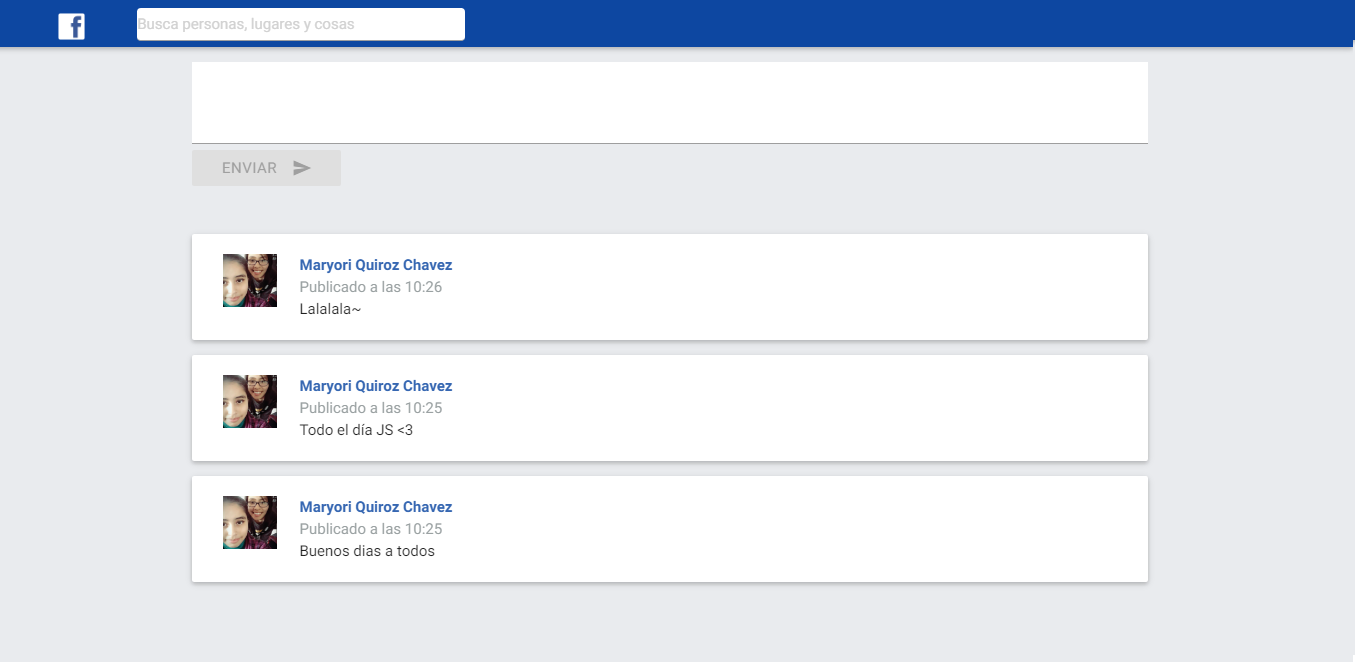 f
Busca personas, lugares y cosas
ENVIAR
Maryori Quiroz Chavez
Publicado a las 10:26
Lalalala~
Maryori Quiroz Chavez
Publicado a las 10:25
Todo el día JS <3
Maryori Quiroz Chavez
Publicado a las 10:25
Buenos dias a todos